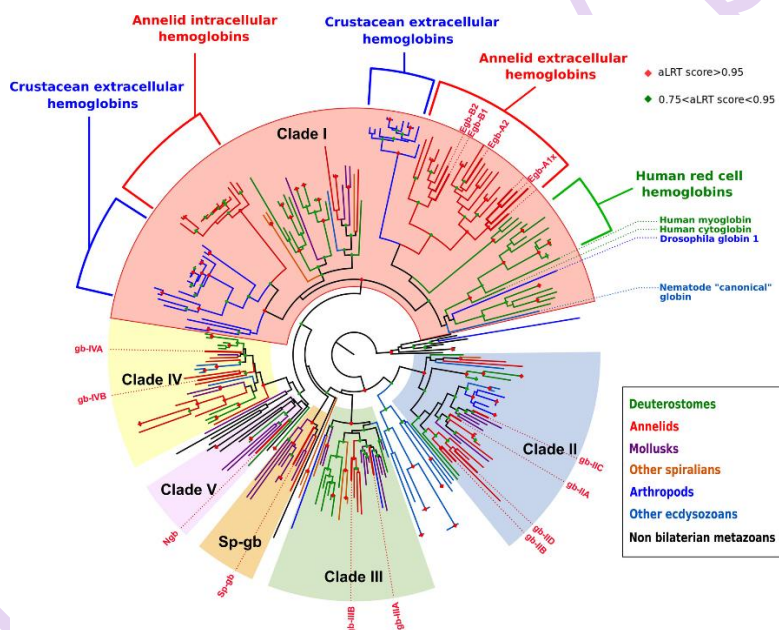 Annelid intracellular
hemoglobins
Crustacean extracellular
hemoglobins
Crustacean extracellular
hemoglobins
Annelid extracellular
hemoglobins
aLRT score>0.95
0.75<aLRT score<0.95
Clade I
Egb-B2
Egb-B1
Egb-A2
Egb-A1x
Human red cell
hemoglobins
Human myoglobin
Human cytoglobin
Drosophila globin 1
Nematode "canonical"
globin
gb-IVA
Clade IV
gb-IVB
Clade V
Ngb
Sp-gb
Sp-gb
Clade III
gb-IIIB
gb-IIIA
Clade II
gb-IIC
gb-IIA
gb-IID
gb-IIB
Deuterostomes
Annelids
Mollusks
Other spiralians
Arthropods
Other ecdysozoans
Non bilaterian metazoans